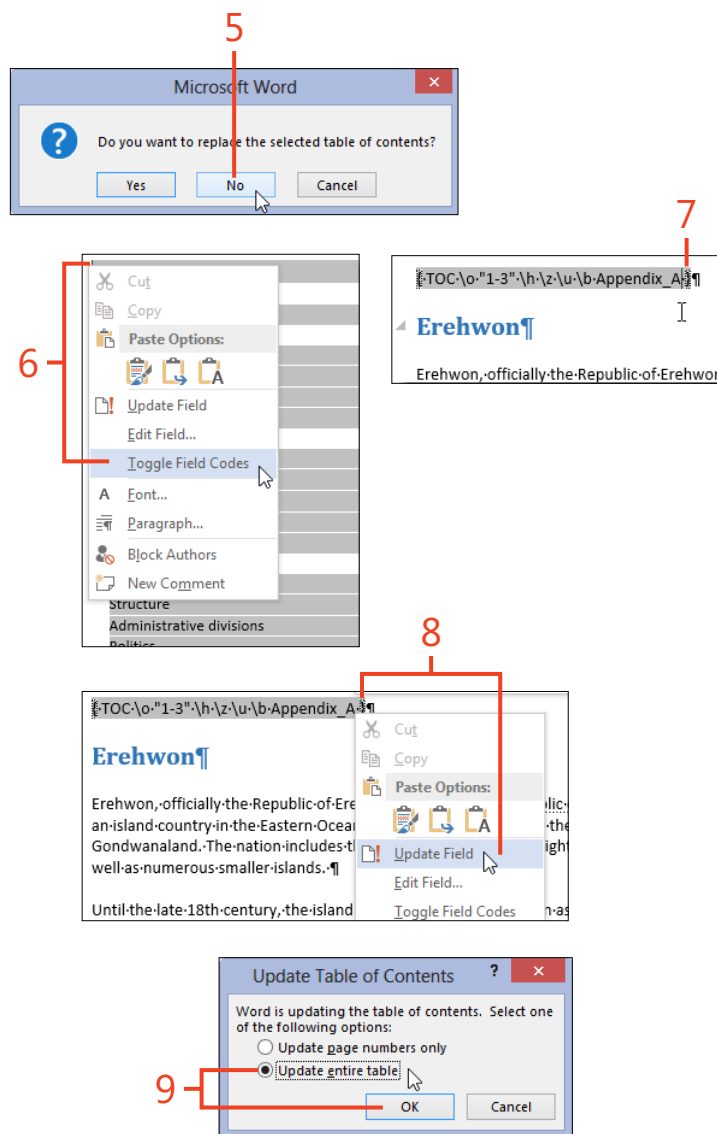 5
Microsoft Word
Do you want to replace the selected table of contents?
Yes No Cancel
6
Cut
Copy
Paste Options:
Update Field
Edit Field...
Toggle Field Codes
Font...
Paragraph...
Block Authors
New Comment
Structure
Administrative divisions
Politics
7
{·TOC·\o·"1-3"·\h·\z·\u·\b·Appendix_A·}¶
Erehwon¶
Erehwon,·officially·the·Republic·of·Erehwon
8
{·TOC·\o·"1-3"·\h·\z·\u·\b·Appendix_A·}¶
Erehwon¶
Erehwon,·officially·the·Republic·of·Ere
an·island·country·in·the·Eastern·Ocea
Gondwanaland.·The·nation·includes·t
well·as·numerous·smaller·islands.·¶
Until·the·late·18th·century,·the·island
Cut
Copy
Paste Options:
Update Field
Edit Field...
Toggle Field Codes
lic·
the
ight
n·as
Update Table of Contents ?
Word is updating the table of contents. Select one
of the following options:
Update page numbers only
Update entire table
9
OK Cancel